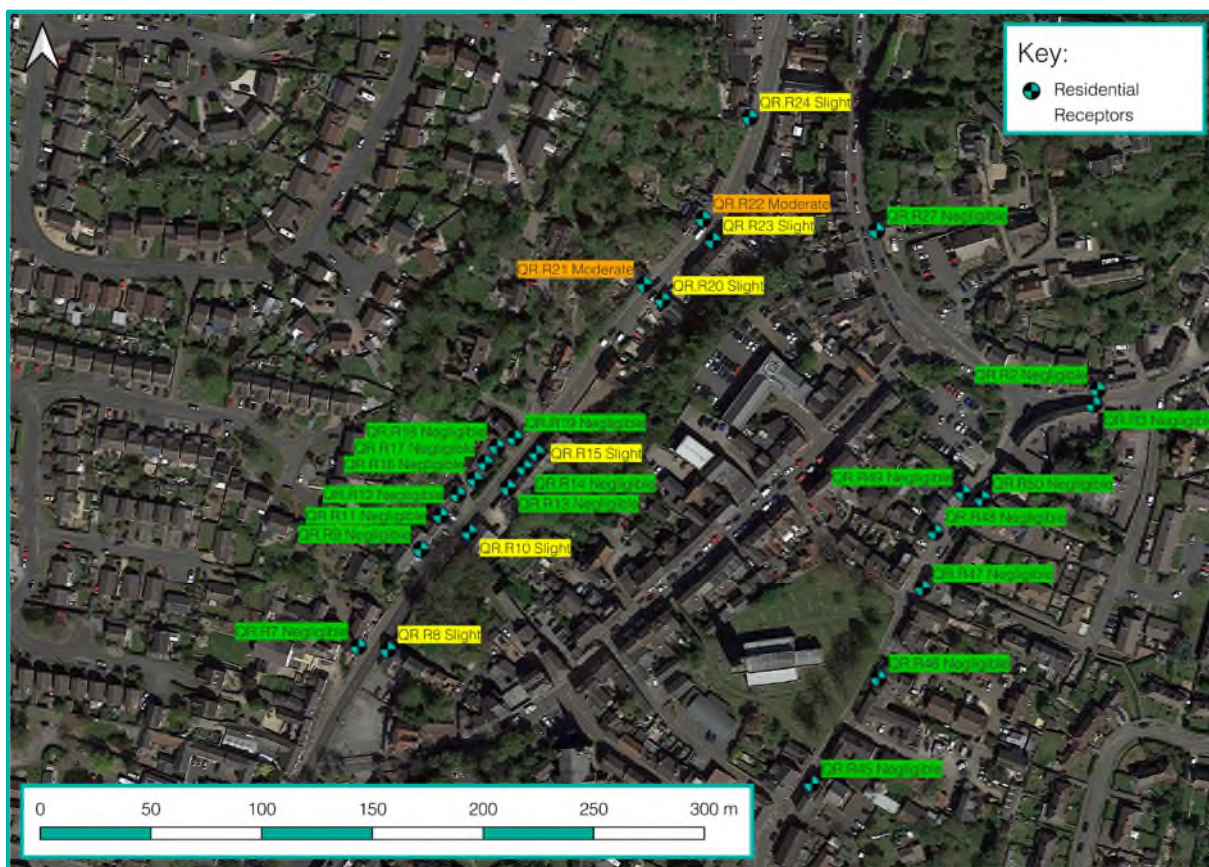 Key:
Residential
Receptors
QR.R24 Slight
QR.R22 Moderate
QR.R23 Slight
QR.R27 Negligible
QR.R21 Moderate
QR.R20 Slight
QR.R2 Negligible
QR.R3 Negligible
QR.R19 Negligible
QR.R18 Negligible
QR.R17 Negligible
QR.R15 Slight
QR.R16 Negligible
QR.R14 Negligible
QR.R12 Negligible
QR.R13 Negligible
QR.R11 Negligible
QR.R9 Negligible
QR.R10 Slight
QR.R49 Negligible
QR.R50 Negligible
QR.R48 Negligible
QR.R47 Negligible
QR.R7 Negligible
QR.R8 Slight
QR.R46 Negligible
QR.R45 Negligible
0 50 100 150 200 250 300 m